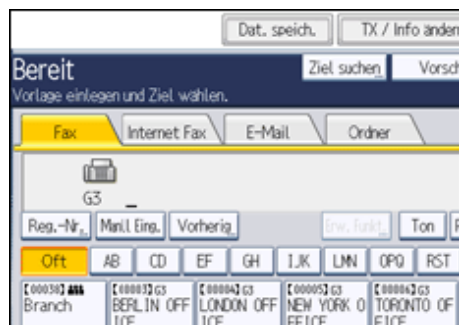 Dat. speich. TX / Info änder
Bereit Ziel suchen Vorsch
Vorlage einlegen und Ziel wählen.
Fax Internet Fax E-Mail Ordner
G3 _
Reg.-Nr. Manll Eing. Vorherig Erw. Funkt. Ton
Oft AB CD EF GH IJK LMN OPQ RST
[00030] [00003]G3 [00004]G3 [00005]G3 [00006]G3
Branch BERLIN OFF LONDON OFF NEW YORK O TORONTO OF
ICE ICE FFICE FICE